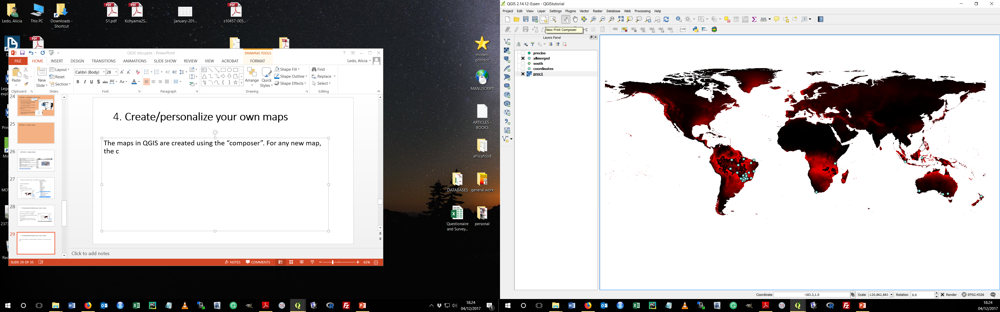 Ledo, Alicia
This PC
Downloads -
Shortcut
S1.pdf
Kohyama2S...
january-201...
s10457-005...
QGIS into.pptx - PowerPoint
DRAWING TOOLS
FILE
HOME
INSERT
DESIGN
TRANSITIONS
ANIMATIONS
SLIDE SHOW
REVIEW
VIEW
ACROBAT
FORMAT
Ledo, Alicia
Paste
New
Slide
Layout
Reset
Section
Calibri (Body)
28
Shape Fill
Shape Outline
Shape Effects
Arrange
Quick
Styles
Find
Replace
Select
Clipboard
Slides
Font
Paragraph
Drawing
Editing
24
25
26
27
28
29
4. Create/personalize your own maps
The maps in QGIS are created using the “composer”. For any new map,
the c
Click to add notes
SLIDE 29 OF 35
NOTES
COMMENTS
63%
models
- postdoc
MANUSCRIPT
ARTICLES -
BOOKS
africafood
DATABASES
general work
Questionaire
and Survey...
personal
18:24
04/12/2017
QGIS 2.14.12-Essen - QGIStutorial
Project Edit View Layer Settings Plugins Vector Raster Database Web Processing Help
New Print Composer
CSW
Layers Panel
precins
allmerged
south
coordinates
prec1
Coordinate
-183.3,1.0
Scale
:120,862,883
Rotation
0.0
Render
EPSG:4326
18:24
04/12/2017